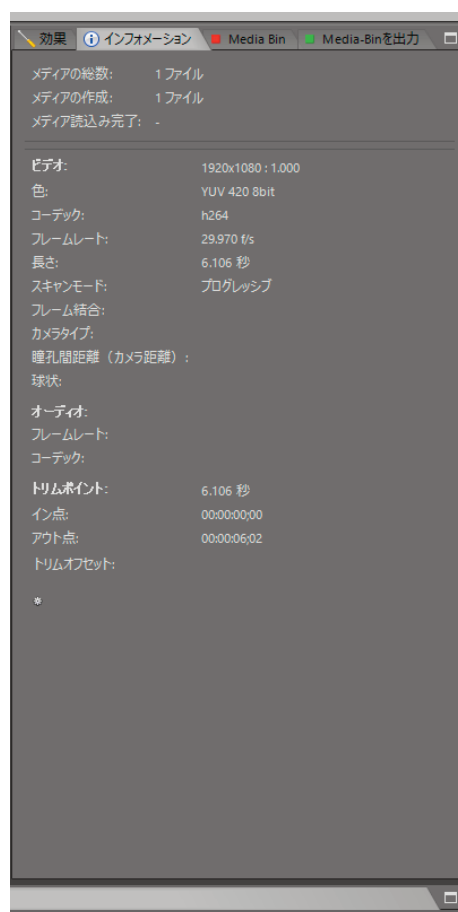 効果 インフォメーション Media Bin Media-Binを出力
メディアの総数: 1 ファイル
メディアの作成: 1 ファイル
メディア読込み完了: -
ビデオ: 1920x1080 : 1.000
色: YUV 420 8bit
コーデック: h264
フレームレート: 29.970 f/s
長さ: 6.106 秒
スキャンモード: プログレッシブ
フレーム結合:
カメラタイプ:
瞳孔間距離（カメラ距離）:
球状:
オーディオ:
フレームレート:
コーデック:
トリムポイント: 6.106 秒
イン点: 00:00:00;00
アウト点: 00:00:06;02
トリムオフセット: